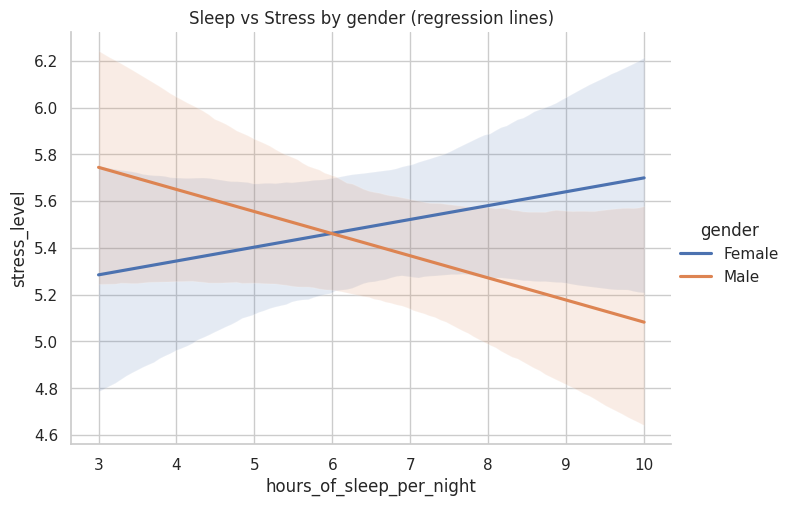 Sleep vs Stress by gender (regression lines)
6.2
6.0
5.8
5.6
5.4
5.2
5.0
4.8
4.6
stress_level
3 4 5 6 7 8 9 10
hours_of_sleep_per_night
gender
Female
Male